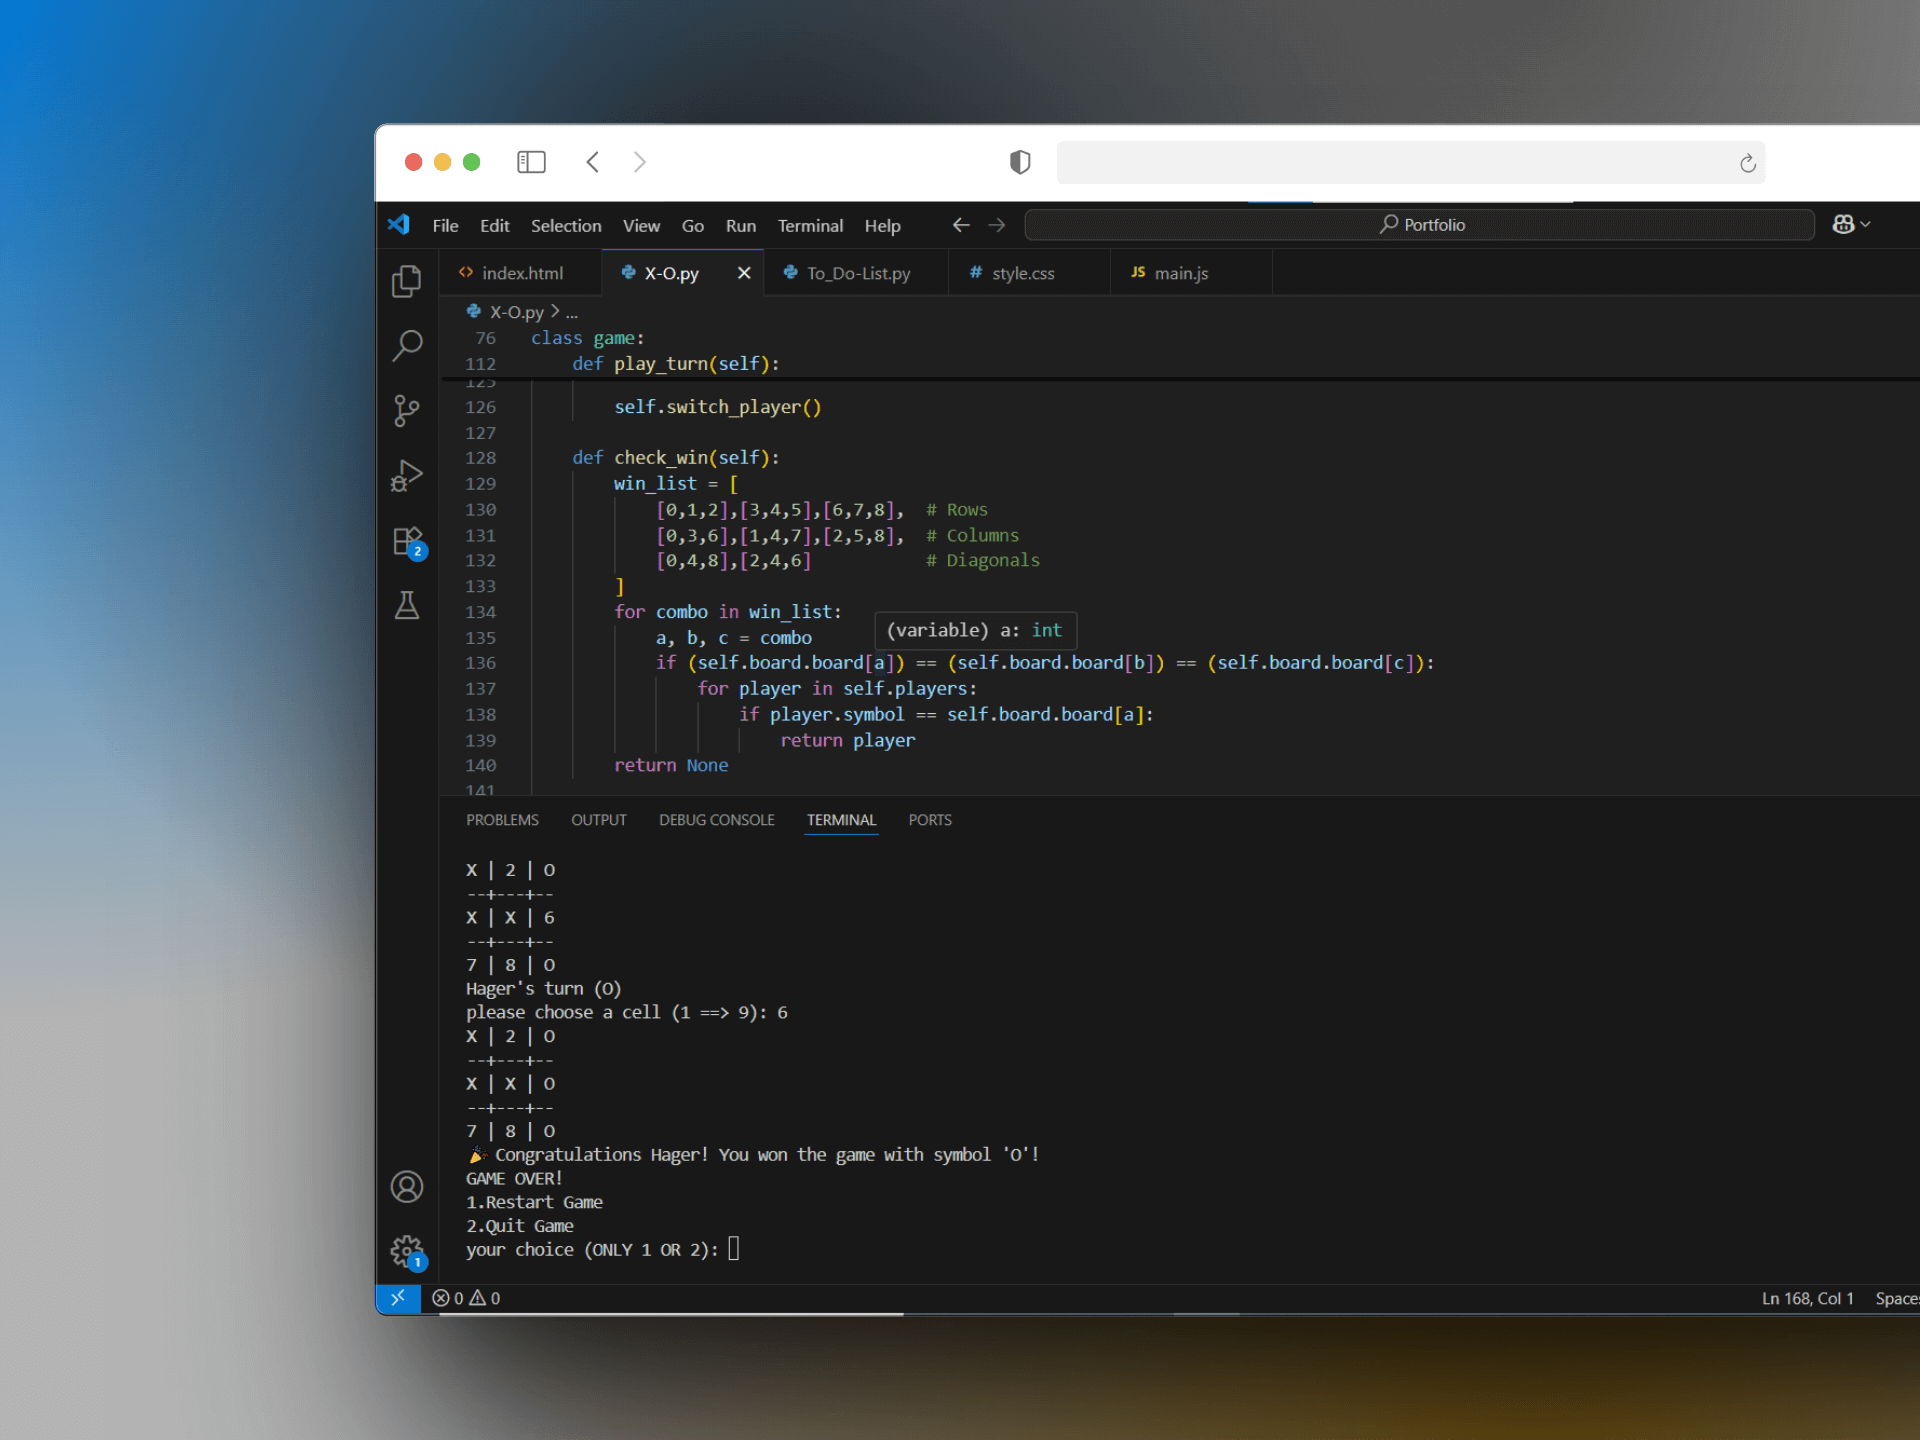 File Edit Selection View Go Run Terminal Help Portfolio
index.html X-O.py To_Do-List.py # style.css JS main.js
X-O.py > ...
76 class game:
112 def play_turn(self):
125
126 self.switch_player()
127
128 def check_win(self):
129 win_list = [
130 [0,1,2],[3,4,5],[6,7,8], # Rows
131 [0,3,6],[1,4,7],[2,5,8], # Columns
132 [0,4,8],[2,4,6] # Diagonals
133 ]
134 for combo in win_list:
(variable) a: int
135 a, b, c = combo
136 if (self.board.board[a]) == (self.board.board[b]) == (self.board.board[c]):
137 for player in self.players:
138 if player.symbol == self.board.board[a]:
139 return player
140 return None
141
2
PROBLEMS OUTPUT DEBUG CONSOLE TERMINAL PORTS
X | 2 | O
--+---+--
X | X | 6
--+---+--
7 | 8 | O
Hager's turn (O)
please choose a cell (1 ==> 9): 6
X | 2 | O
--+---+--
X | X | O
--+---+--
7 | 8 | O
🎉 Congratulations Hager! You won the game with symbol 'O'!
GAME OVER!
1.Restart Game
2.Quit Game
your choice (ONLY 1 OR 2):
1
0 0 Ln 168, Col 1 Spaces